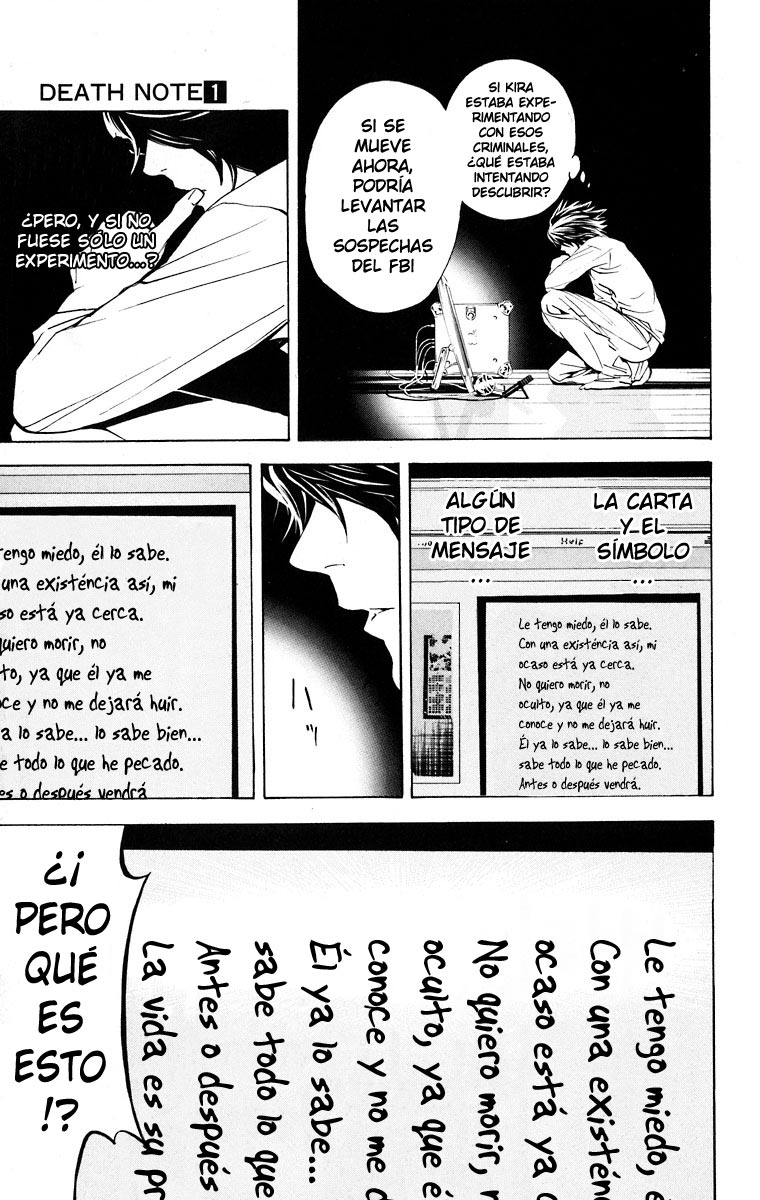 DEATH NOTE 1
SI KIRA
ESTABA EXPE-
RIMENTANDO
CON ESOS
CRIMINALES,
¿QUÉ ESTABA
INTENTANDO
DESCUBRIR?
SI SE
MUEVE
AHORA,
PODRÍA
LEVANTAR
LAS
SOSPECHAS
DEL FBI
¿PERO, Y SI NO
FUESE SÓLO UN
EXPERIMENTO...?
LA CARTA
Y EL
SÍMBOLO
...
ALGÚN
TIPO DE
MENSAJE
...
Le tengo miedo, él lo sabe.
Con una existéncia así, mi
ocaso está ya cerca.
No quiero morir, no
oculto, ya que él ya me
conoce y no me dejará huir.
Él ya lo sabe... lo sabe bien...
sabe todo lo que he pecado.
Antes o después vendrá.
tengo miedo, él lo sabe.
una existéncia así, mi
so está ya cerca.
quiero morir, no
to, ya que él ya me
ce y no me dejará huir.
a lo sabe... lo sabe bien...
e todo lo que he pecado.
es o después vendrá
Le tengo miedo, é
Con una existén
ocaso está ya c
No quiero morir, n
oculto, ya que é
conoce y no me d
Él ya lo sabe...
sabe todo lo que
Antes o después
La vida es su pr
¿¡
PERO
QUÉ
ES
ESTO
!?